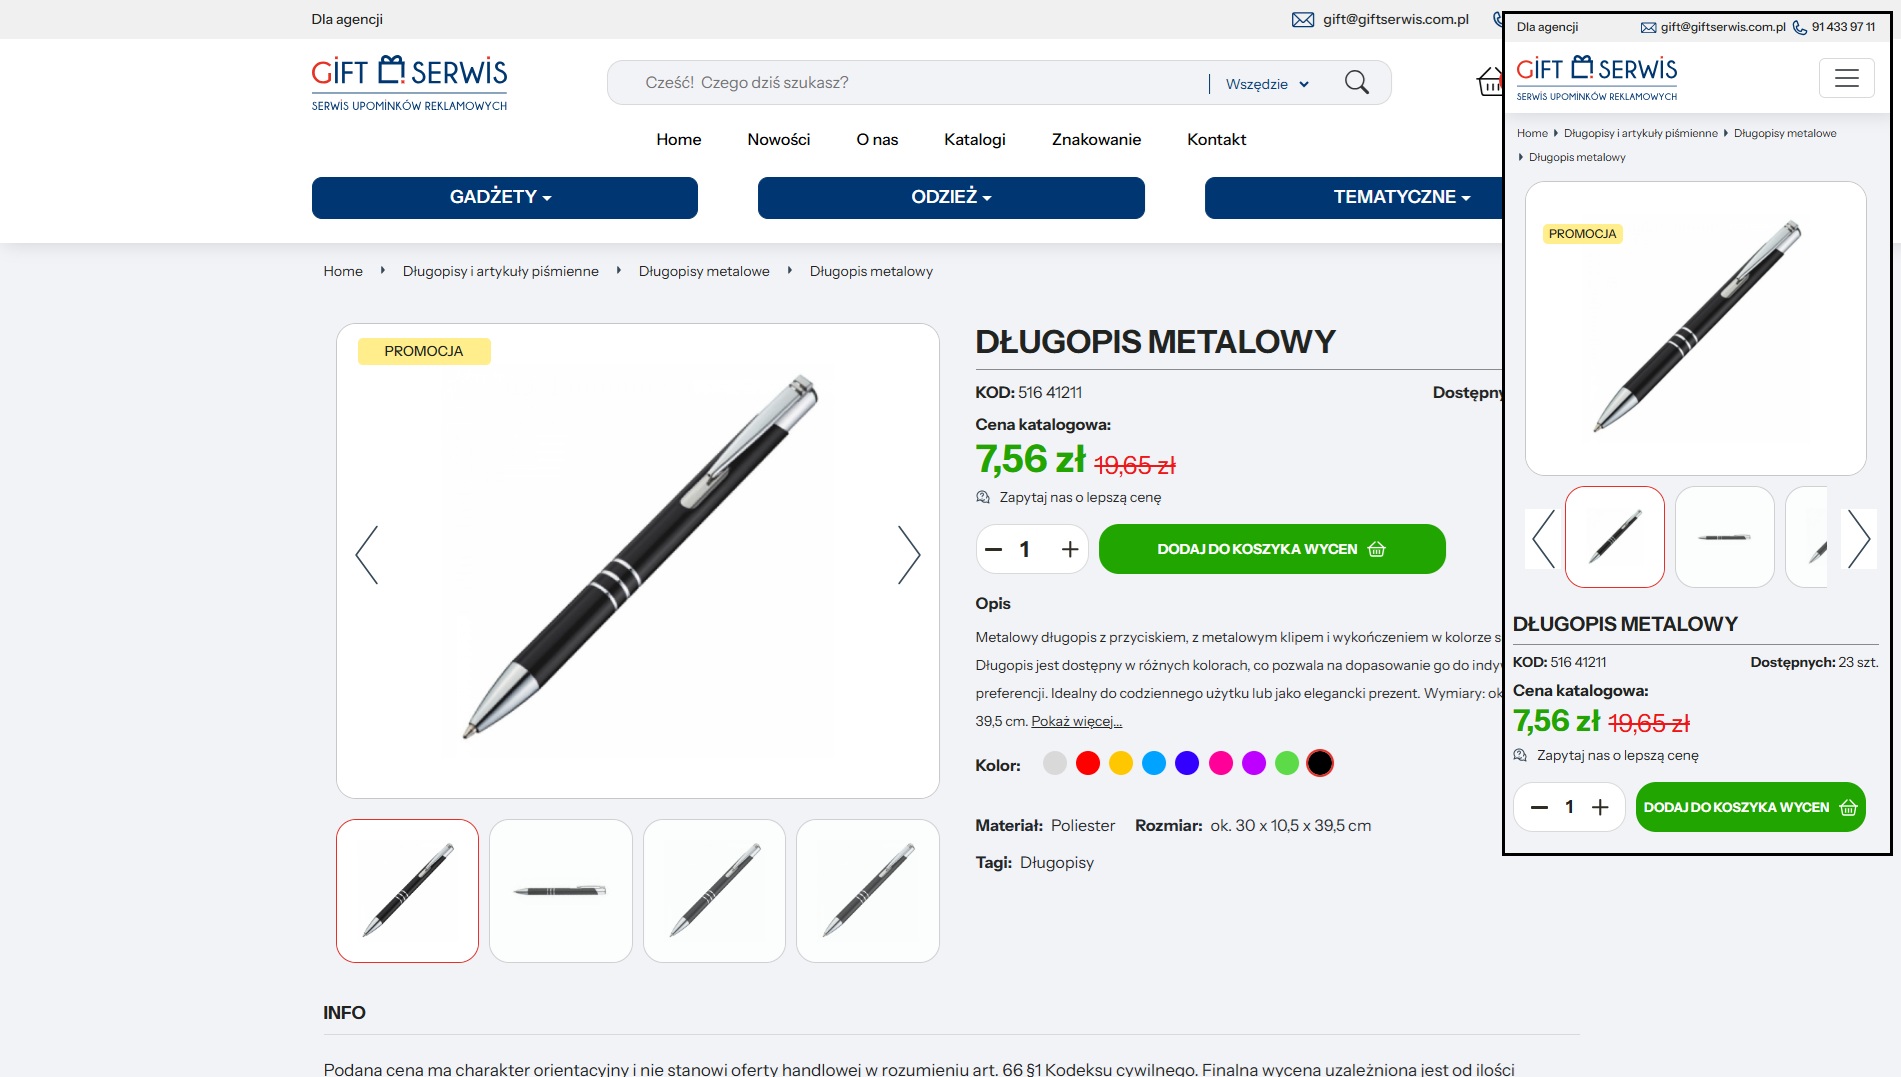 Dla agencji
gift@giftserwis.com.pl
GiFT SERWiS
SERWiS UPOMiNKÓW REKLAMOWYCH
Cześć! Czego dziś szukasz?
Wszędzie
Home Nowości O nas Katalogi Znakowanie Kontakt
GADŻETY
ODZIEŻ
TEMATYCZNE
Home Długopisy i artykuły piśmienne Długopisy metalowe Długopis metalowy
PROMOCJA
DŁUGOPIS METALOWY
KOD: 516 41211
Cena katalogowa:
7,56 zł 19,65 zł
Zapytaj nas o lepszą cenę
1
DODAJ DO KOSZYKA WYCEN
Opis
Metalowy długopis z przyciskiem, z metalowym klipem i wykończeniem w kolorze
Długopis jest dostępny w różnych kolorach, co pozwala na dopasowanie go do
preferencji. Idealny do codziennego użytku lub jako elegancki prezent. Wymiary: ok
39,5 cm. Pokaż więcej...
Kolor:
Materiał: Poliester Rozmiar: ok. 30 x 10,5 x 39,5 cm
Tagi: Długopisy
INFO
Podana cena ma charakter orientacyjny i nie stanowi oferty handlowej w rozumieniu art. 66 §1 Kodeksu cywilnego. Finalna wycena uzależniona jest od ilości
Dla agencji
gift@giftserwis.com.pl 91 433 97 11
GiFT SERWiS
SERWiS UPOMiNKÓW REKLAMOWYCH
Home Długopisy i artykuły piśmienne Długopisy metalowe
Długopis metalowy
PROMOCJA
DŁUGOPIS METALOWY
KOD: 516 41211 Dostępnych: 23 szt.
Cena katalogowa:
7,56 zł 19,65 zł
Zapytaj nas o lepszą cenę
1
DODAJ DO KOSZYKA WYCEN